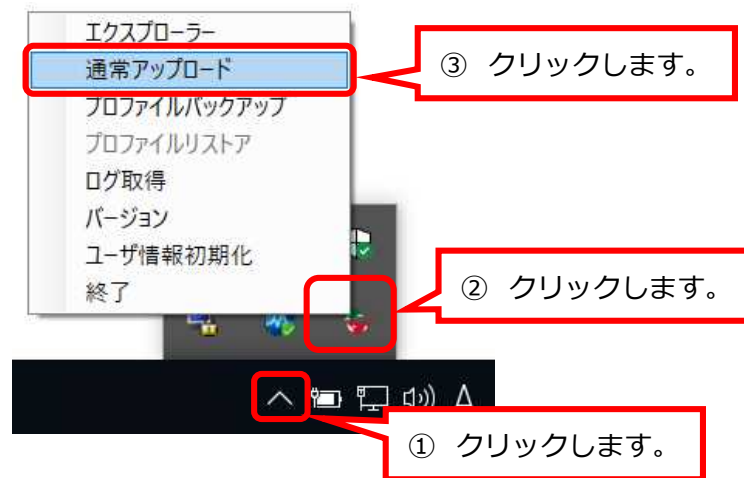 エクスプローラー
通常アップロード
③ クリックします。
プロファイルバックアップ
プロファイルリストア
ログ取得
バージョン
ユーザ情報初期化
② クリックします。
終了
A
① クリックします。